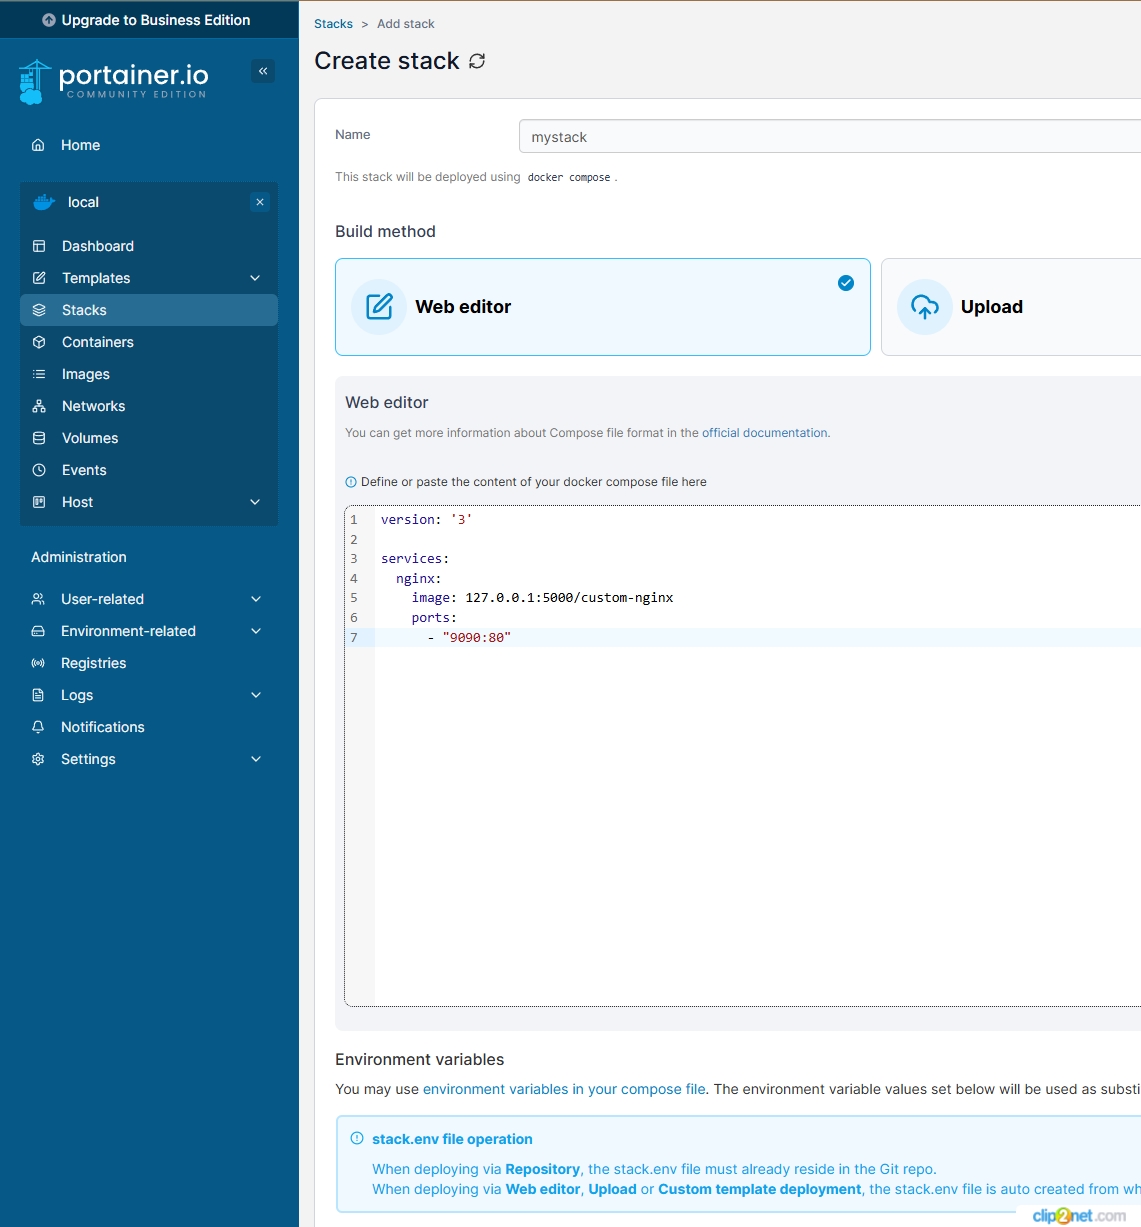 Upgrade to Business Edition
portainer.io
COMMUNITY EDITION
Home
local
Dashboard
Templates
Stacks
Containers
Images
Networks
Volumes
Events
Host
Administration
User-related
Environment-related
Registries
Logs
Notifications
Settings
Stacks > Add stack
Create stack
Name
mystack
This stack will be deployed using docker compose .
Build method
Web editor
Upload
Web editor
You can get more information about Compose file format in the official documentation.
Define or paste the content of your docker compose file here
1 version: '3'
2
3 services:
4 nginx:
5 image: 127.0.0.1:5000/custom-nginx
6 ports:
7 - "9090:80"
Environment variables
You may use environment variables in your compose file. The environment variable values set below will be used as substi
stack.env file operation
When deploying via Repository, the stack.env file must already reside in the Git repo.
When deploying via Web editor, Upload or Custom template deployment, the stack.env file is auto created from wh
clip2net.com